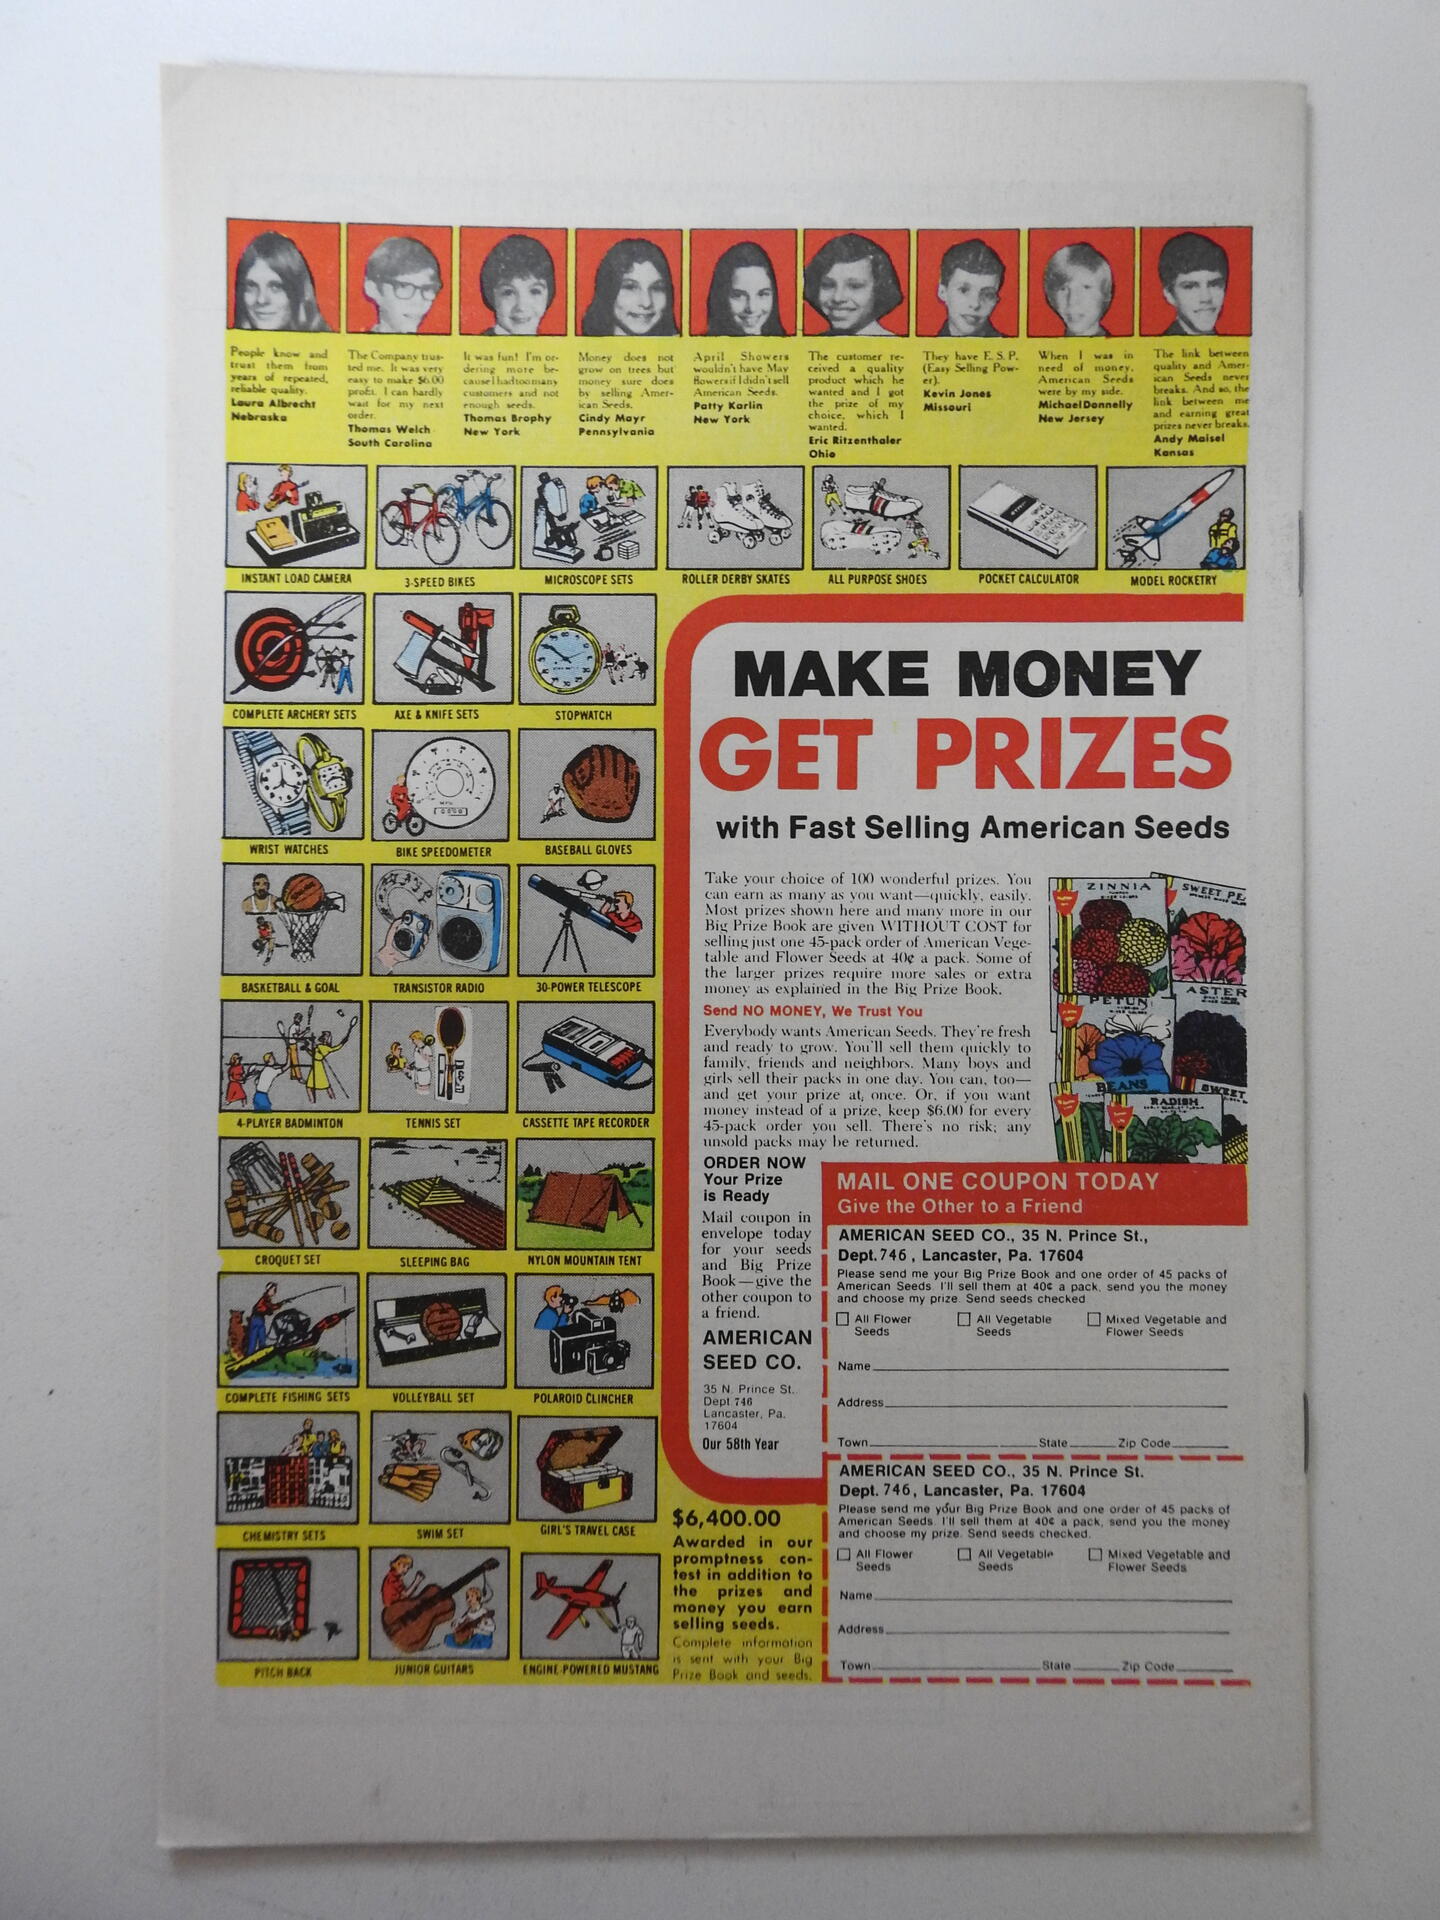 People know and
trust them from
years of repeated,
reliable quality.
Laura Albrecht
Nebraska
The Company trus-
ted me. It was very
easy to make $6.00
profit. I can hardly
wait for my next
order.
Thomas Welch
South Carolina
It was fun! I'm or-
dering more be-
cause I had too many
customers and not
enough seeds.
Thomas Brophy
New York
Money does not
grow on trees but
money sure does
by selling Amer-
ican Seeds.
Cindy Mayr
Pennsylvania
April Showers
wouldn't have May
flowers if I didn't sell
American Seeds.
Patty Karlin
New York
The customer re-
ceived a quality
product which he
wanted and I got
the prize of my
choice, which I
wanted.
Eric Ritzenthaler
Ohio
They have E. S. P.
(Easy Selling Pow-
er).
Kevin Jones
Missouri
When I was in
need of money,
American Seeds
were by my side.
Michael Donnelly
New Jersey
The link between
quality and Amer-
ican Seeds never
breaks. And so, the
link between me
and earning great
prizes never breaks.
Andy Maisel
Kansas
INSTANT LOAD CAMERA
3-SPEED BIKES
MICROSCOPE SETS
ROLLER DERBY SKATES
ALL PURPOSE SHOES
POCKET CALCULATOR
MODEL ROCKETRY
COMPLETE ARCHERY SETS
AXE & KNIFE SETS
STOPWATCH
WRIST WATCHES
BIKE SPEEDOMETER
BASEBALL GLOVES
BASKETBALL & GOAL
TRANSISTOR RADIO
30-POWER TELESCOPE
4-PLAYER BADMINTON
TENNIS SET
CASSETTE TAPE RECORDER
CROQUET SET
SLEEPING BAG
NYLON MOUNTAIN TENT
COMPLETE FISHING SETS
VOLLEYBALL SET
POLAROID CLINCHER
CHEMISTRY SETS
SWIM SET
GIRL'S TRAVEL CASE
PITCH BACK
JUNIOR GUITARS
ENGINE-POWERED MUSTANG
MAKE MONEY
GET PRIZES
with Fast Selling American Seeds
Take your choice of 100 wonderful prizes. You
can earn as many as you want—quickly, easily.
Most prizes shown here and many more in our
Big Prize Book are given WITHOUT COST for
selling just one 45-pack order of American Vege-
table and Flower Seeds at 40¢ a pack. Some of
the larger prizes require more sales or extra
money as explained in the Big Prize Book.
Send NO MONEY, We Trust You
Everybody wants American Seeds. They're fresh
and ready to grow. You'll sell them quickly to
family, friends and neighbors. Many boys and
girls sell their packs in one day. You can, too—
and get your prize at once. Or, if you want
money instead of a prize, keep $6.00 for every
45-pack order you sell. There's no risk; any
unsold packs may be returned.
ZINNIA
SWEET PE
ASTER
PETUN
BEANS
SWEET
RADISH
ORDER NOW
Your Prize
is Ready
Mail coupon in
envelope today
for your seeds
and Big Prize
Book—give the
other coupon to
a friend.
AMERICAN
SEED CO.
35 N. Prince St.
Dept 746
Lancaster, Pa.
17604
Our 58th Year
$6,400.00
Awarded in our
promptness con-
test in addition to
the prizes and
money you earn
selling seeds.
Complete information
is sent with your Big
Prize Book and seeds.
MAIL ONE COUPON TODAY
Give the Other to a Friend
AMERICAN SEED CO., 35 N. Prince St.,
Dept. 746, Lancaster, Pa. 17604
Please send me your Big Prize Book and one order of 45 packs of
American Seeds. I'll sell them at 40¢ a pack, send you the money
and choose my prize. Send seeds checked
All Flower Seeds
All Vegetable Seeds
Mixed Vegetable and Flower Seeds
Name
Address
Town State Zip Code
AMERICAN SEED CO., 35 N. Prince St.
Dept. 746, Lancaster, Pa. 17604
Please send me your Big Prize Book and one order of 45 packs of
American Seeds. I'll sell them at 40¢ a pack, send you the money
and choose my prize. Send seeds checked.
All Flower Seeds
All Vegetable Seeds
Mixed Vegetable and Flower Seeds
Name
Address
Town State Zip Code